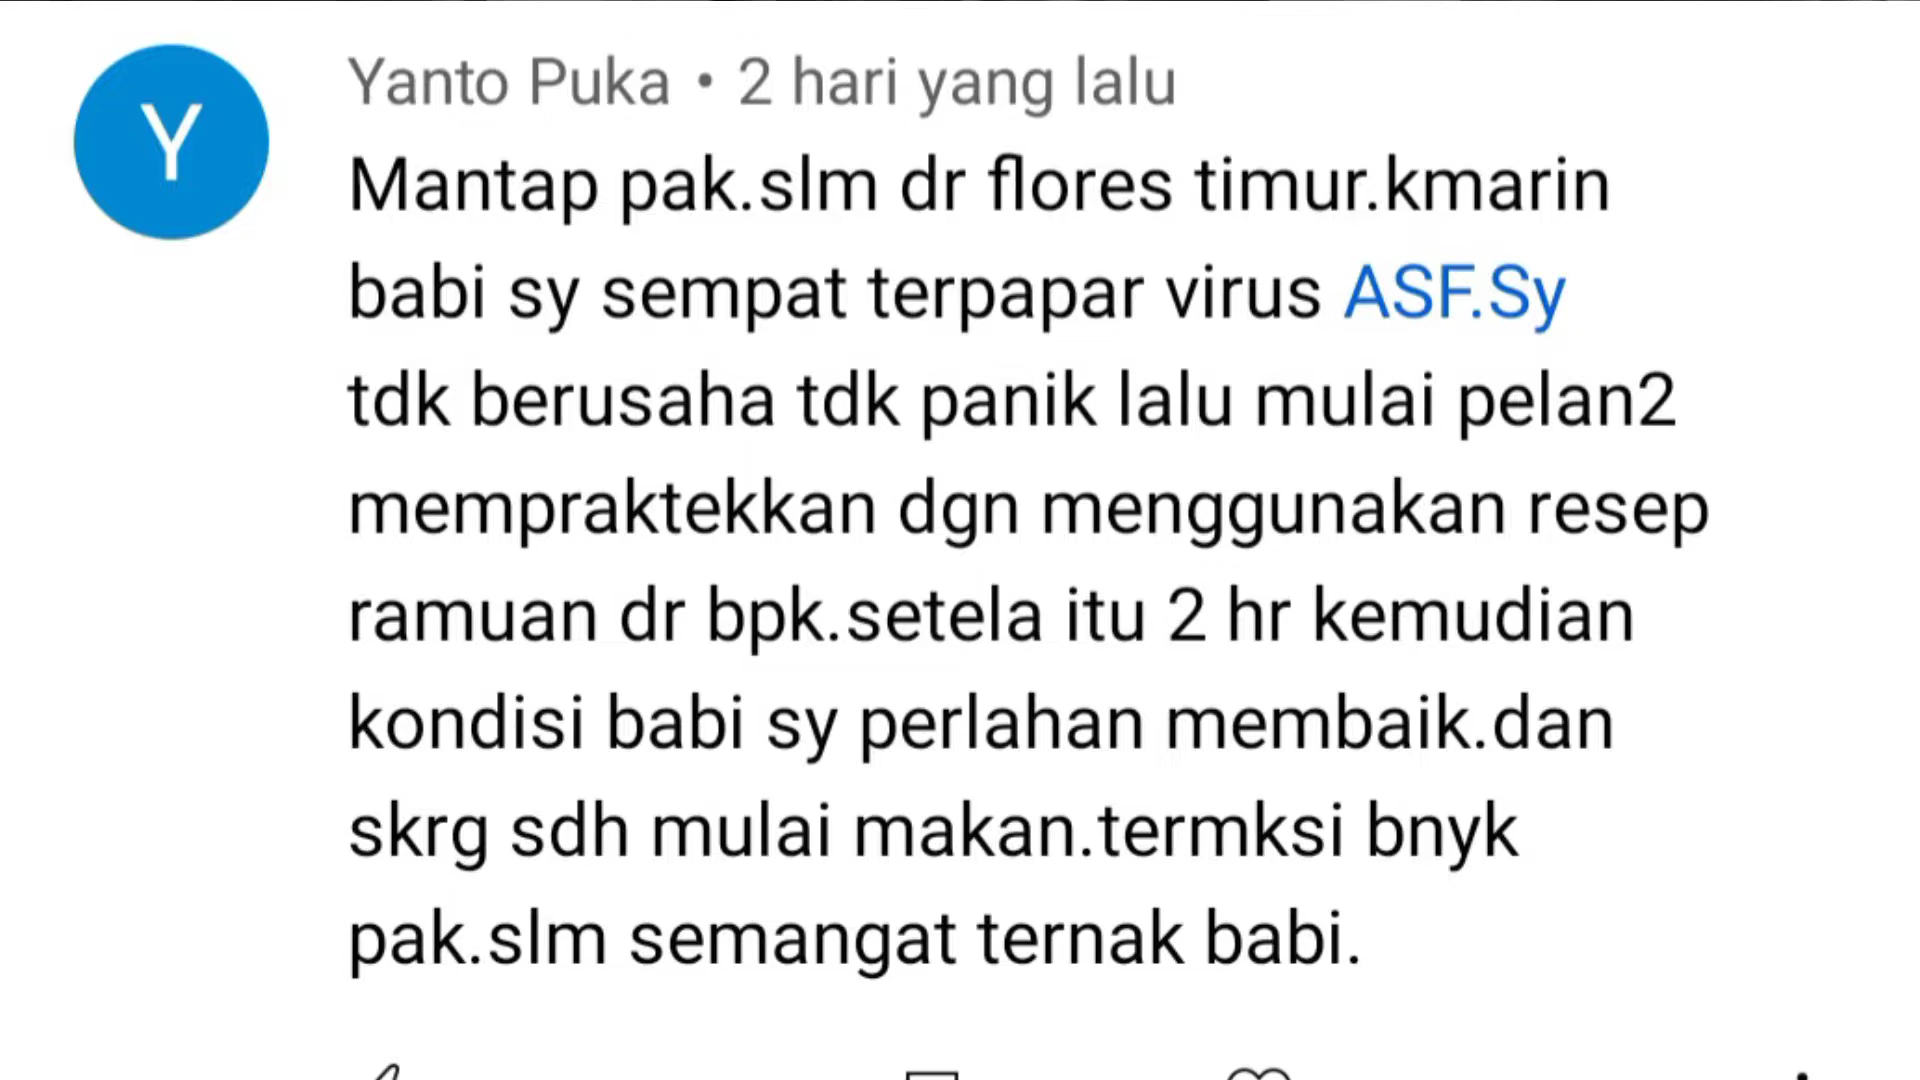 Y
Yanto Puka • 2 hari yang lalu
Mantap pak.slm dr flores timur.kmarin
babi sy sempat terpapar virus ASF.Sy
tdk berusaha tdk panik lalu mulai pelan2
mempraktekkan dgn menggunakan resep
ramuan dr bpk.setela itu 2 hr kemudian
kondisi babi sy perlahan membaik.dan
skrg sdh mulai makan.termksi bnyk
pak.slm semangat ternak babi.